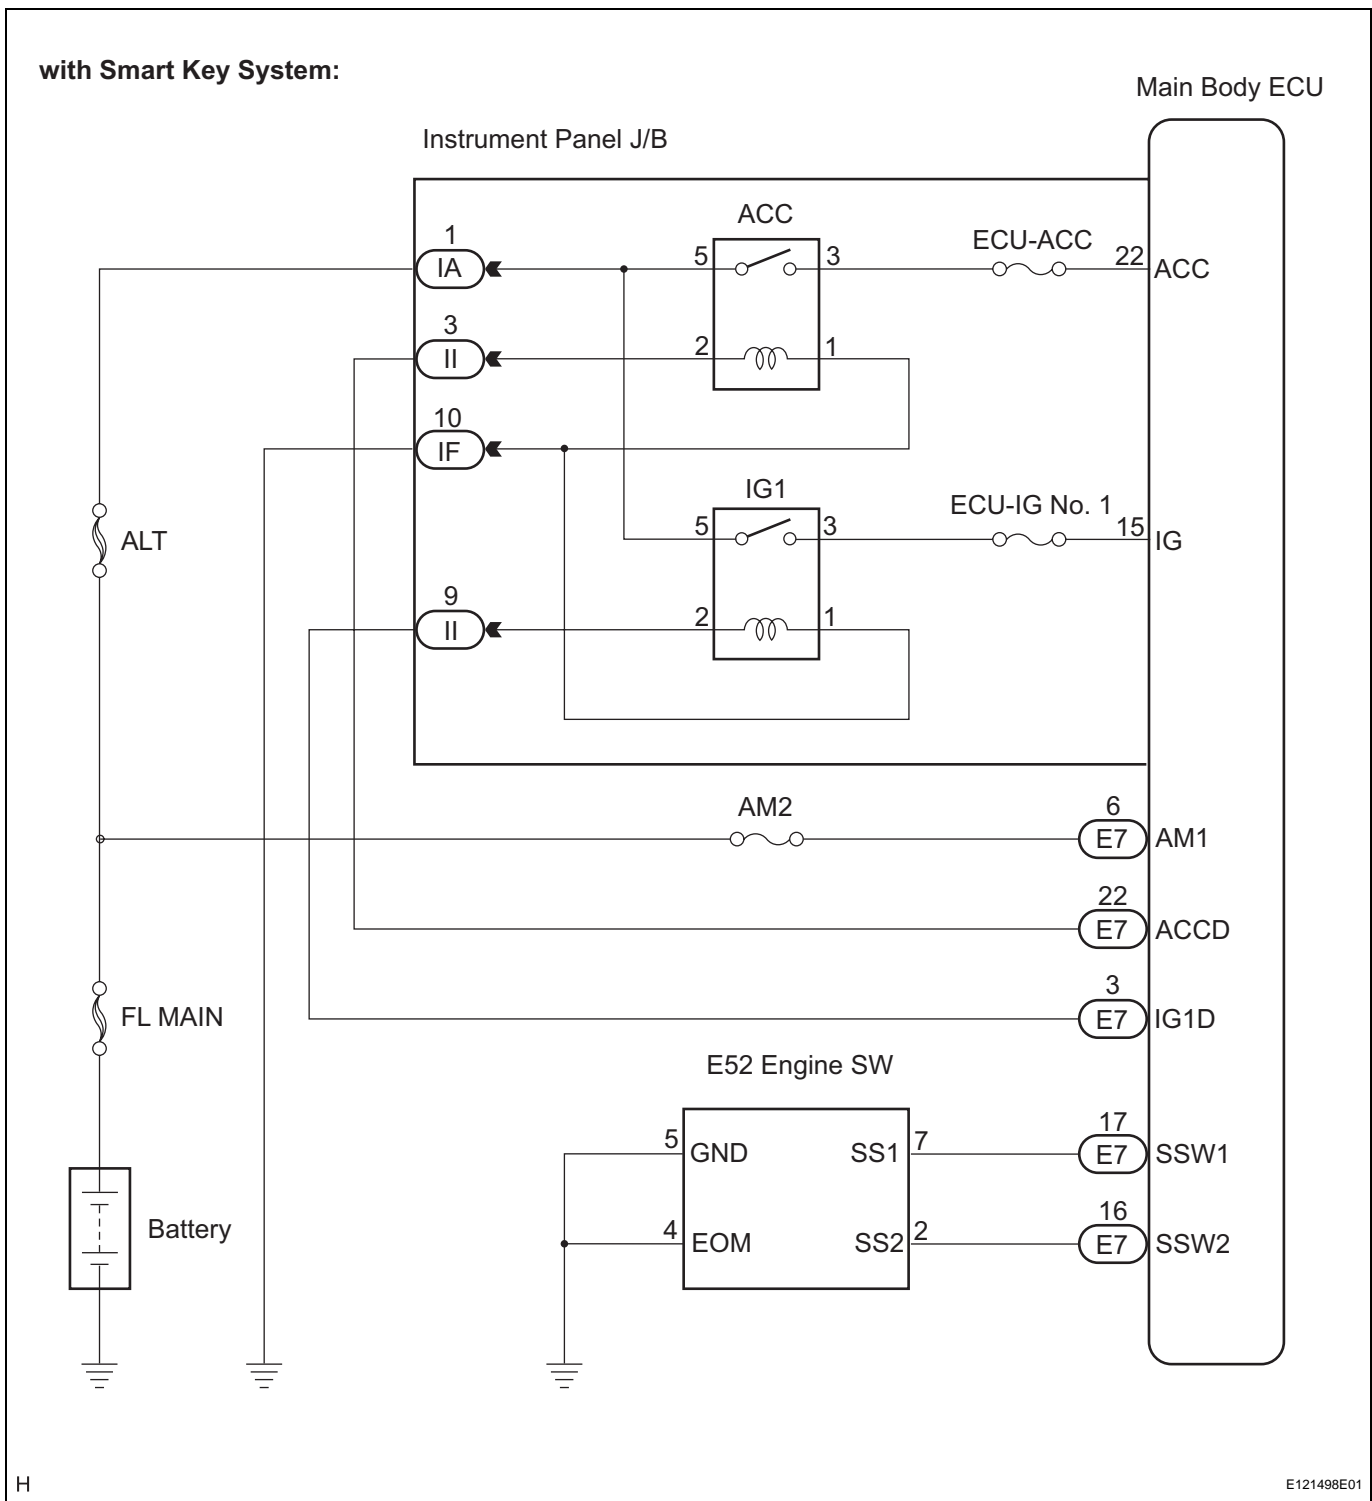 with Smart Key System:
Main Body ECU
Instrument Panel J/B
ACC
1
IA
5
3
ECU-ACC
22
ACC
3
II
2
1
10
IF
IG1
ECU-IG No. 1
5
3
15
IG
ALT
9
II
2
1
AM2
6
E7
AM1
22
E7
ACCD
3
E7
IG1D
FL MAIN
E52 Engine SW
5
GND
SS1
7
17
E7
SSW1
Battery
4
EOM
SS2
2
16
E7
SSW2
H
E121498E01